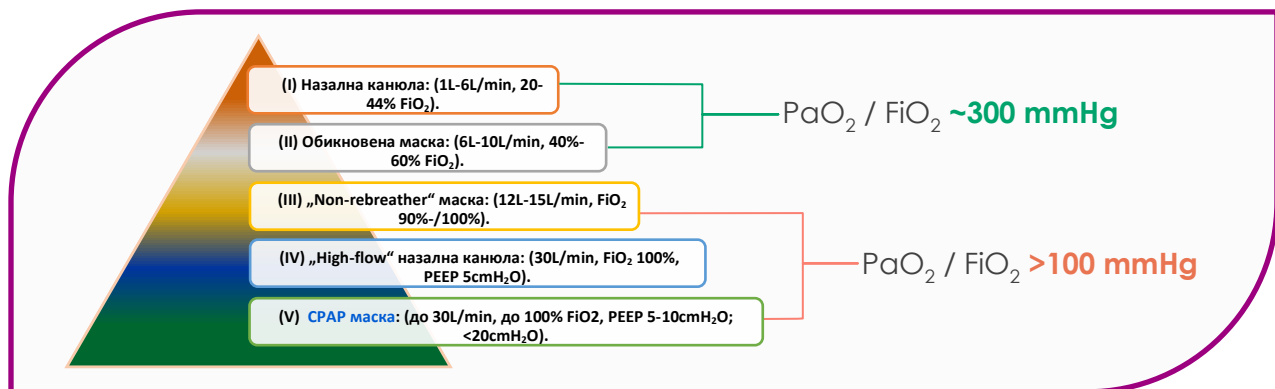 (I) Назална канюла: (1L-6L/min, 20-
44% FiO₂).
(II) Обикновена маска: (6L-10L/min, 40%-
60% FiO₂).
PaO₂ / FiO₂ ~300 mmHg
(III) „Non-rebreather“ маска: (12L-15L/min, FiO₂
90%-/100%).
(IV) „High-flow“ назална канюла: (30L/min, FiO₂ 100%,
PEEP 5cmH₂O).
(V) CPAP маска: (до 30L/min, до 100% FiO2, PEEP 5-10cmH₂O;
<20cmH₂O).
PaO₂ / FiO₂ >100 mmHg